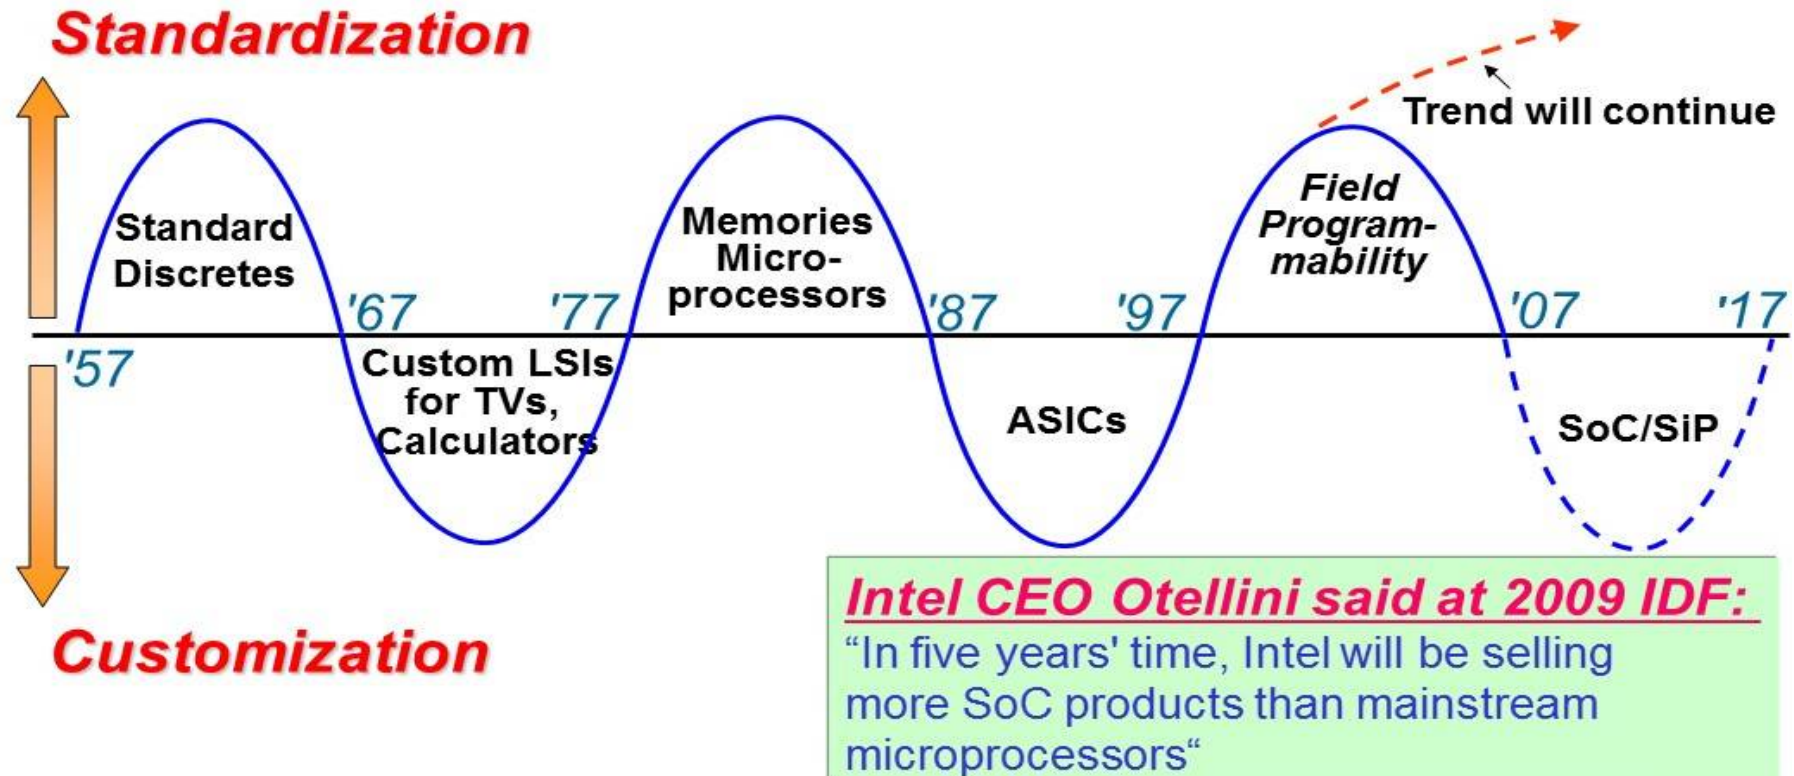 Standardization
Trend will continue
Standard
Discretes
Memories
Micro-
processors
Field
Program-
mability
'57
'67
'77
'87
'97
'07
'17
Custom LSIs
for TVs,
Calculators
ASICs
SoC/SiP
Customization
Intel CEO Otellini said at 2009 IDF:
“In five years' time, Intel will be selling
more SoC products than mainstream
microprocessors“